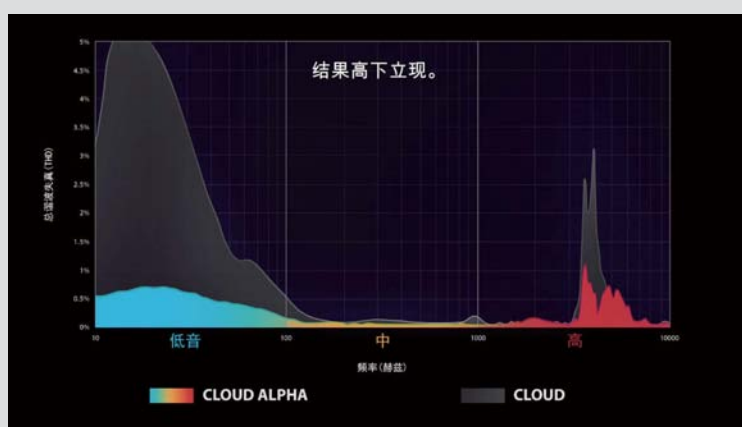 结果高下立现。
5%
4.5%
4%
3.5%
3%
2.5%
2%
1.5%
1%
0.5%
0%
总谐波失真(THD)
10
100
1000
10000
低音
中
高
频率(赫兹)
CLOUD ALPHA
CLOUD